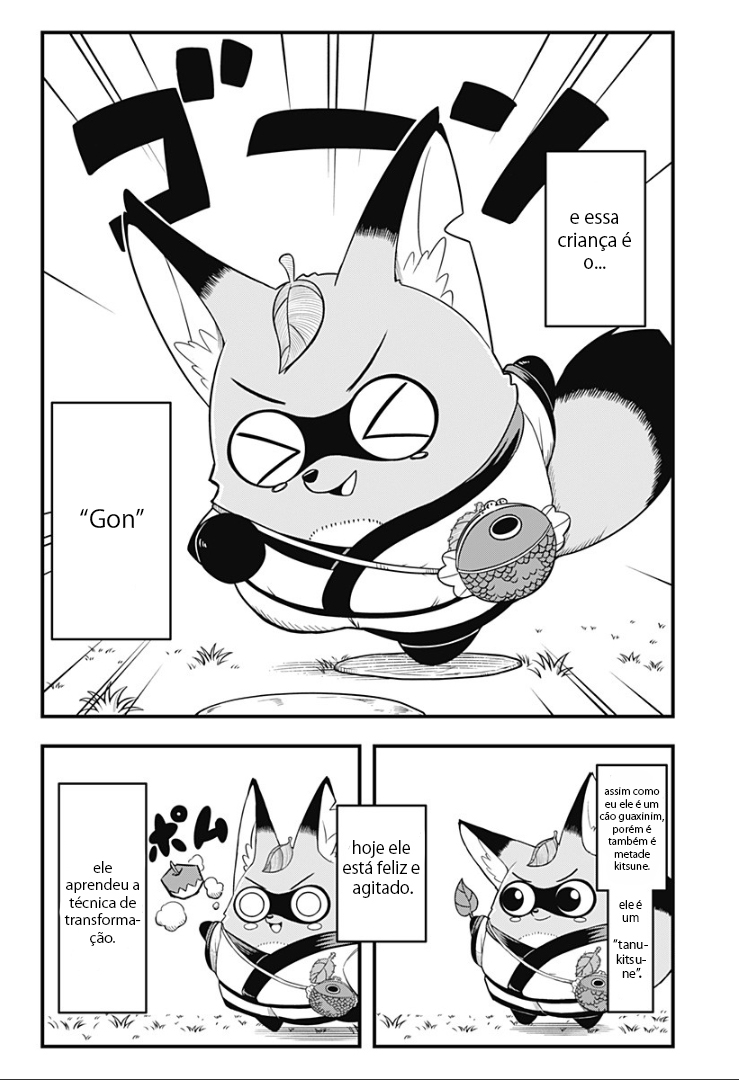 ゴーン
e essa
criança é
o...
“Gon”
assim como
eu ele é um
cão guaxinim,
porém é
também é
metade
kitsune.
ele é
um
“tanu-
kitsu-
ne”.
hoje ele
está feliz e
agitado.
ポム
ele
aprendeu a
técnica de
transforma-
ção.